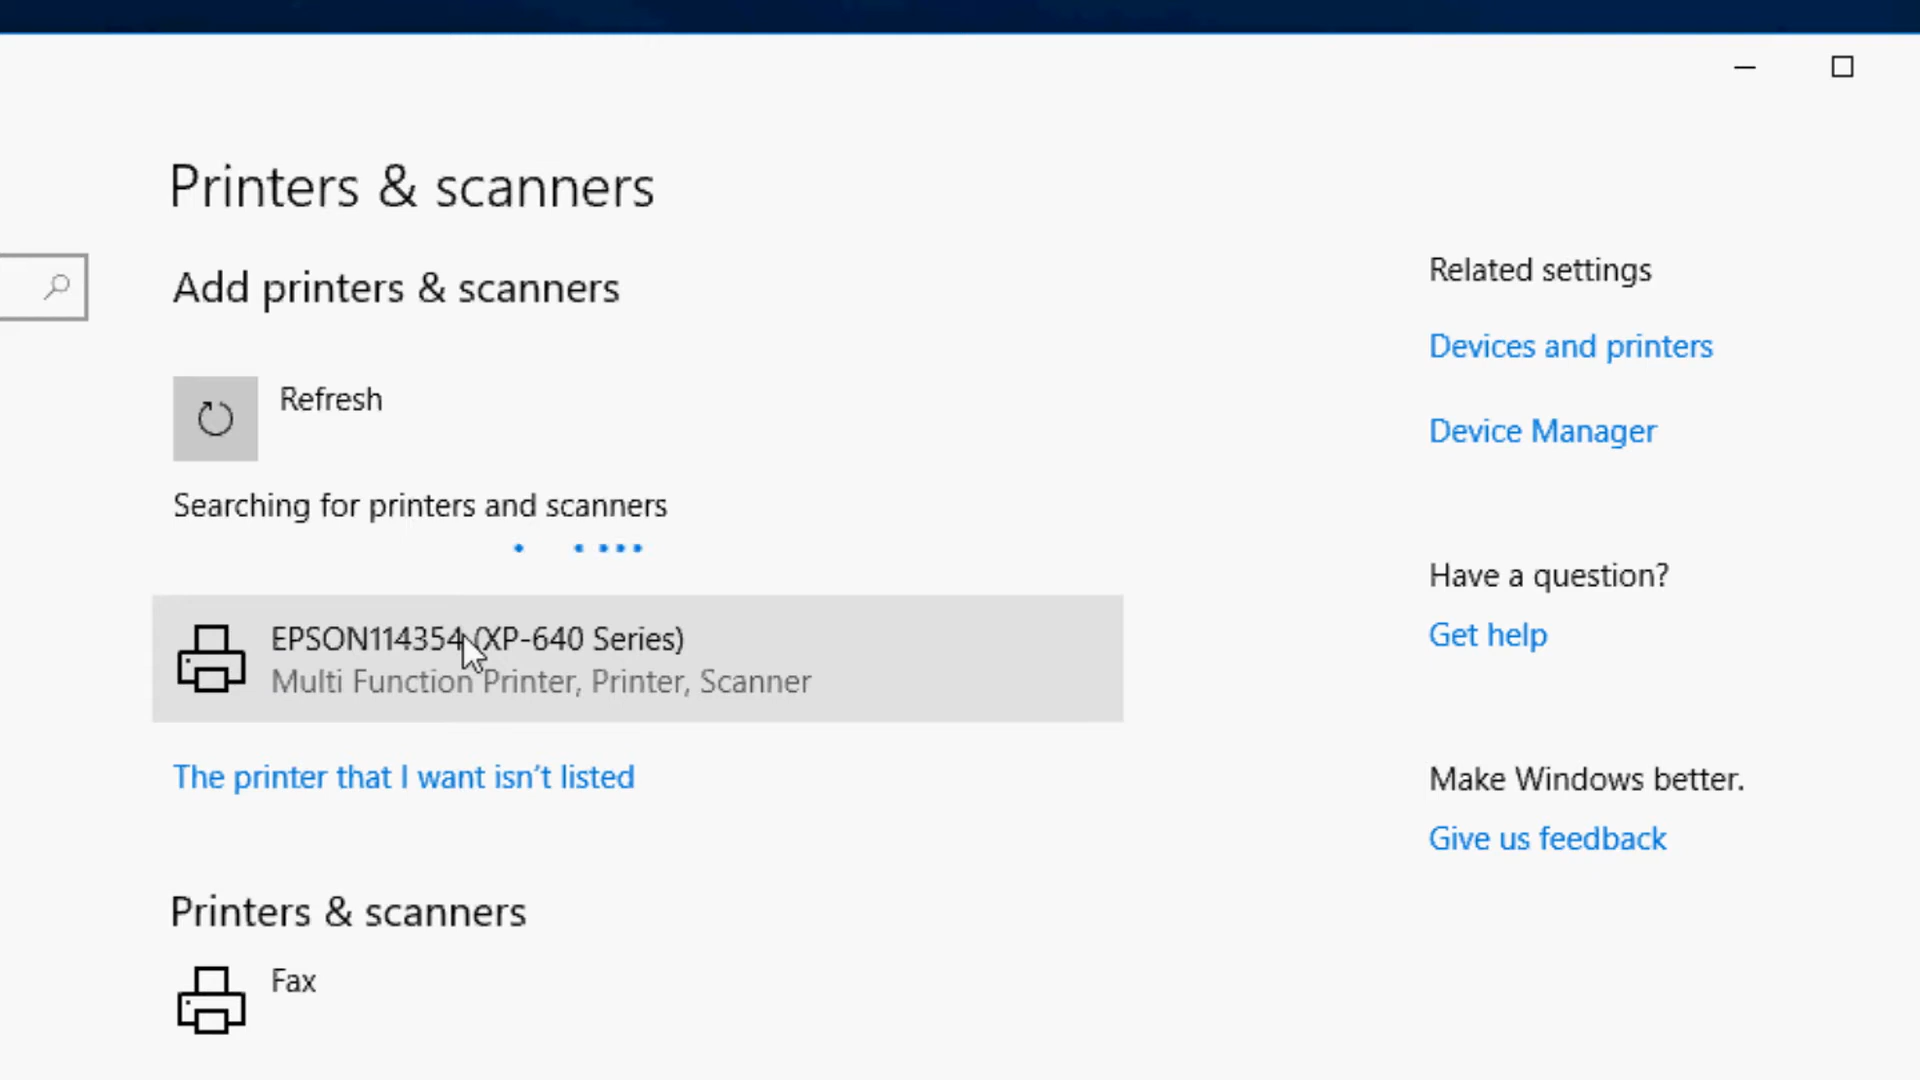 Printers & scanners
Add printers & scanners
Refresh
Searching for printers and scanners
EPSON114354 (XP-640 Series)
Multi Function Printer, Printer, Scanner
The printer that I want isn't listed
Printers & scanners
Fax
Related settings
Devices and printers
Device Manager
Have a question?
Get help
Make Windows better.
Give us feedback